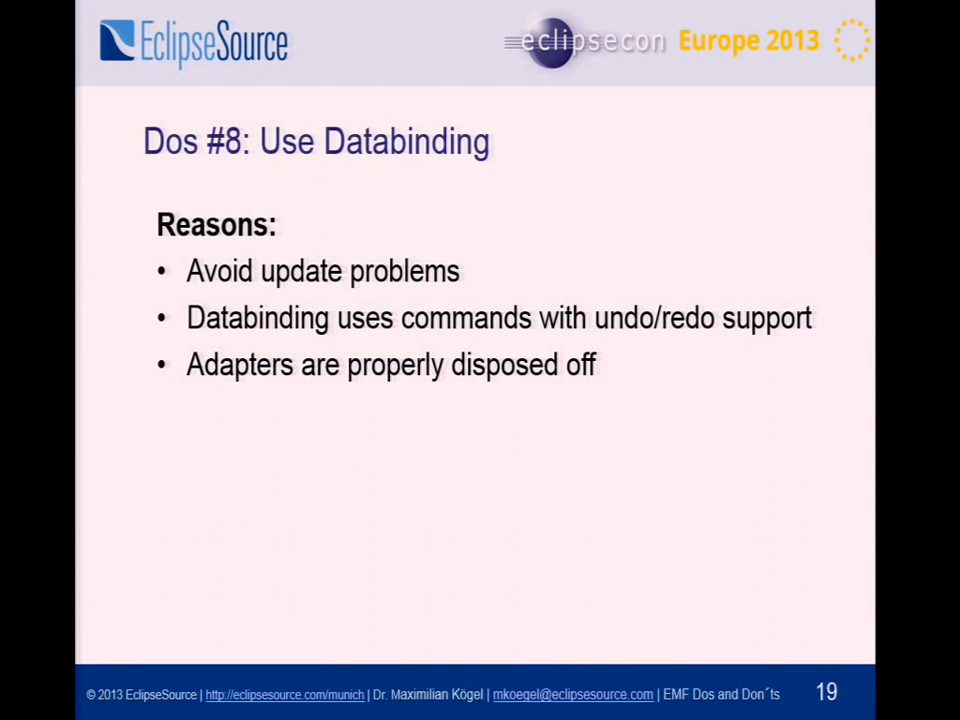 EclipseSource
eclipsecon Europe 2013
Dos #8: Use Databinding
Reasons:
• Avoid update problems
• Databinding uses commands with undo/redo support
• Adapters are properly disposed off
© 2013 EclipseSource | http://eclipsesource.com/munich | Dr. Maximilian Kögel | mkoegel@eclipsesource.com | EMF Dos and Don´ts 19